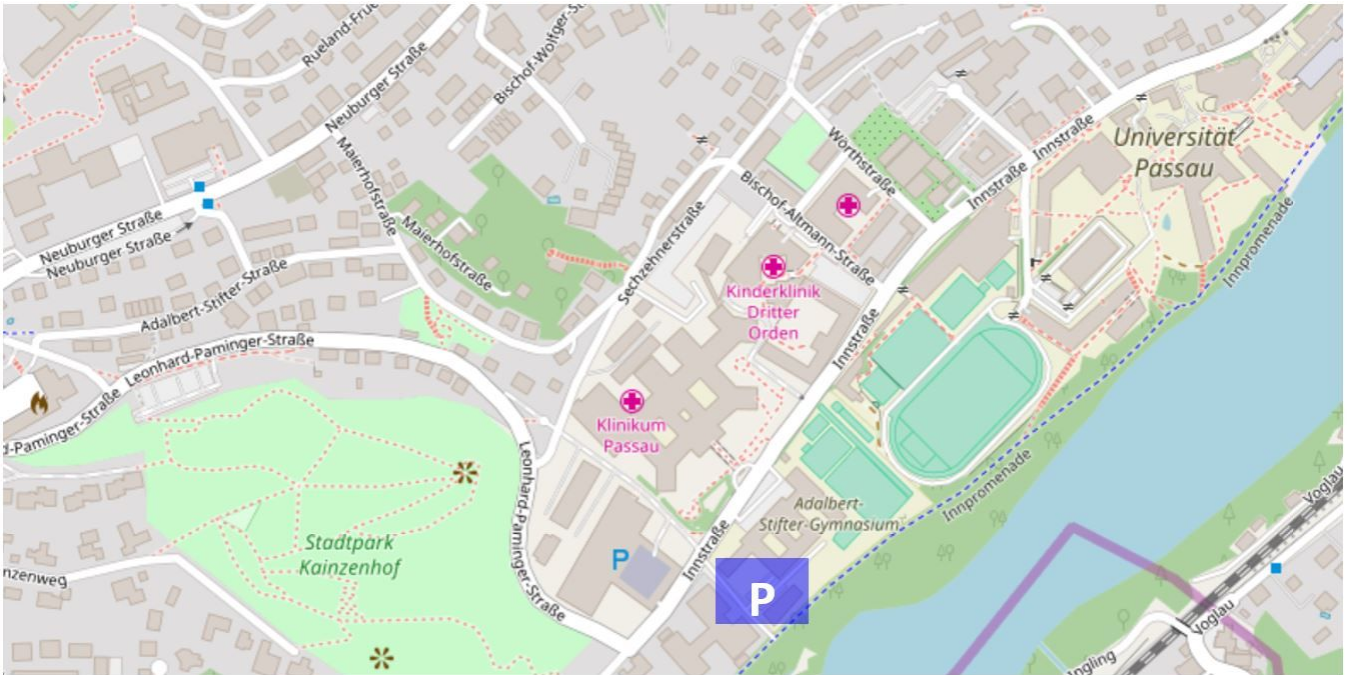 Rueland-Frue
Neuburger Straße
Bischof-Wolfger-St
Maierhofstraße
Neuburger Straße
Neuburger Straße
Adalbert-Stifter-Straße
Maierhofstraße
Sechzehnerstraße
Bischof-Altmann-Straße
Wörthstraße
Innstraße
Innstraße
Innstraße
Universität
Passau
Innpromenade
Kinderklinik
Dritter
Orden
Klinikum
Passau
Leonhard-Paminger-Straße
d-Paminger-Straße
Leonhard-Paminger-Straße
Stadtpark
Kainzenhof
nzenweg
Adalbert-
Stifter-Gymnasium
Innpromenade
Innstraße
P
P
Voglau
Voglau
Ingling